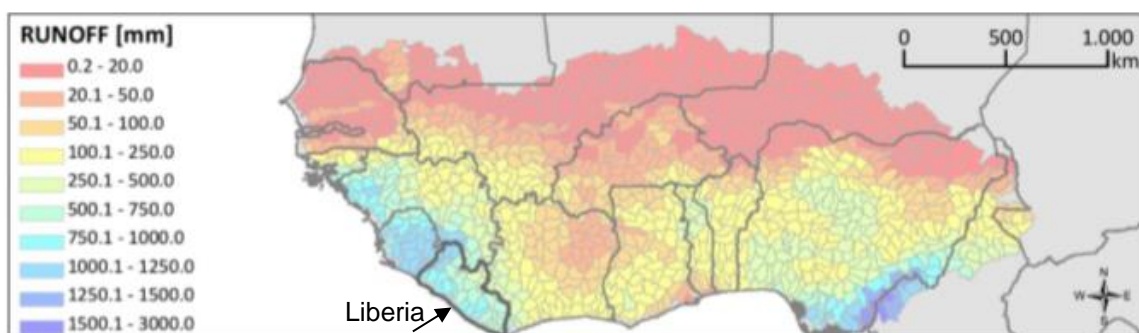 RUNOFF [mm]
0.2 - 20.0
20.1 - 50.0
50.1 - 100.0
100.1 - 250.0
250.1 - 500.0
500.1 - 750.0
750.1 - 1000.0
1000.1 - 1250.0
1250.1 - 1500.0
1500.1 - 3000.0
0 500 1.000
km
Liberia
N
W E
S